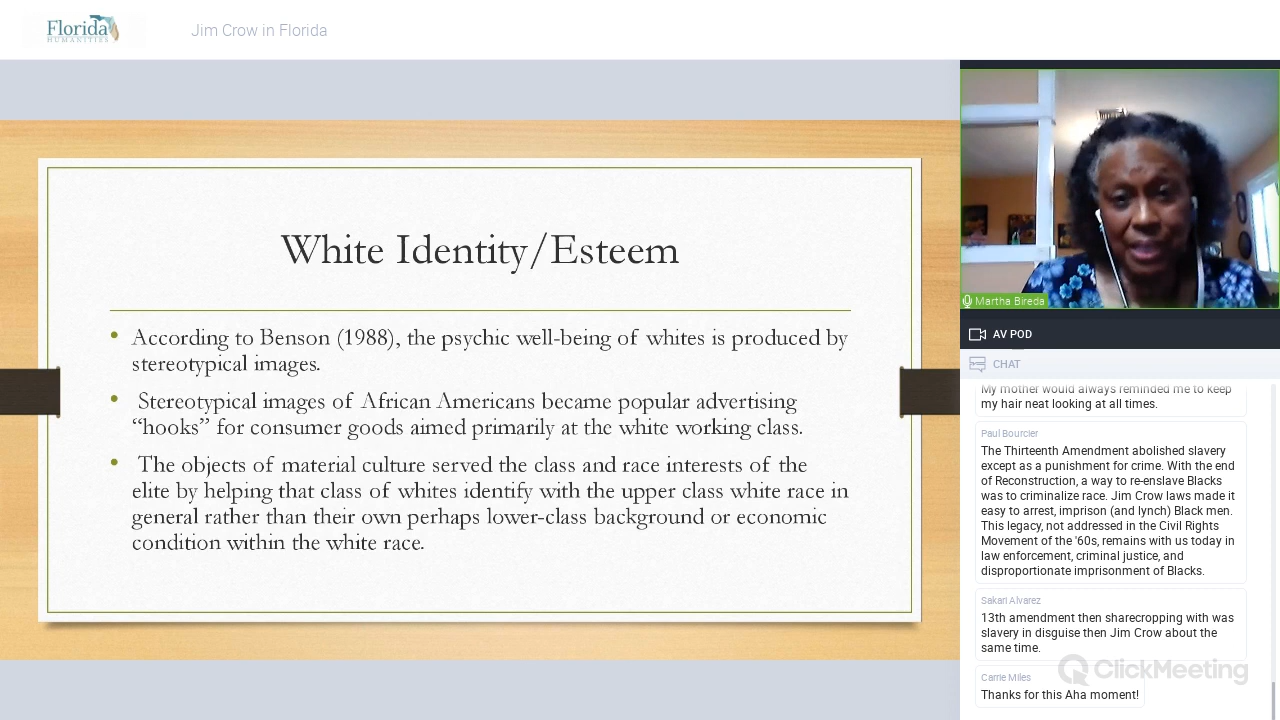 Florida
HUMANITIES
Jim Crow in Florida
White Identity/Esteem
• According to Benson (1988), the psychic well-being of whites is produced by
stereotypical images.
• Stereotypical images of African Americans became popular advertising
“hooks” for consumer goods aimed primarily at the white working class.
• The objects of material culture served the class and race interests of the
elite by helping that class of whites identify with the upper class white race in
general rather than their own perhaps lower-class background or economic
condition within the white race.
Martha Bireda
AV POD
CHAT
My mother would always reminded me to keep
my hair neat looking at all times.
Paul Bourcier
The Thirteenth Amendment abolished slavery
except as a punishment for crime. With the end
of Reconstruction, a way to re-enslave Blacks
was to criminalize race. Jim Crow laws made it
easy to arrest, imprison (and lynch) Black men.
This legacy, not addressed in the Civil Rights
Movement of the '60s, remains with us today in
law enforcement, criminal justice, and
disproportionate imprisonment of Blacks.
Sakari Alvarez
13th amendment then sharecropping with was
slavery in disguise then Jim Crow about the
same time.
ClickMeeting
Carrie Miles
Thanks for this Aha moment!